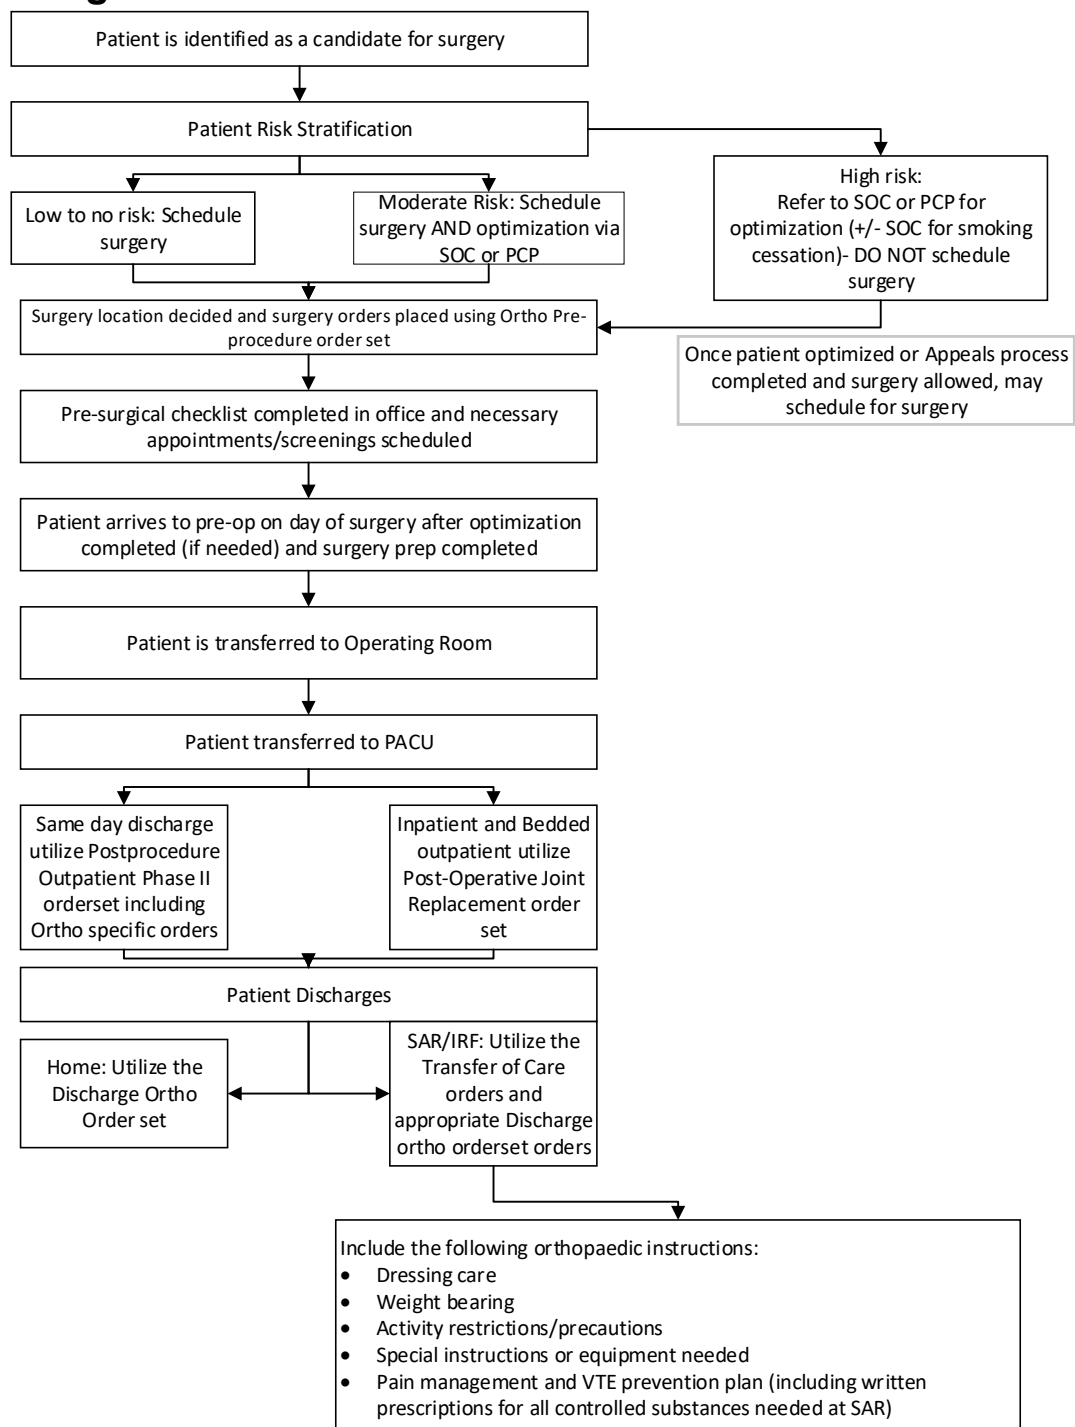 Patient is identified as a candidate for surgery
Patient Risk Stratification
Low to no risk: Schedule
surgery
Moderate Risk: Schedule
surgery AND optimization via
SOC or PCP
High risk:
Refer to SOC or PCP for
optimization (+/- SOC for smoking
cessation)- DO NOT schedule
surgery
Surgery location decided and surgery orders placed using Ortho Pre-
procedure order set
Once patient optimized or Appeals process
completed and surgery allowed, may
schedule for surgery
Pre-surgical checklist completed in office and necessary
appointments/screenings scheduled
Patient arrives to pre-op on day of surgery after optimization
completed (if needed) and surgery prep completed
Patient is transferred to Operating Room
Patient transferred to PACU
Same day discharge
utilize Postprocedure
Outpatient Phase II
orderset including
Ortho specific orders
Inpatient and Bedded
outpatient utilize
Post-Operative Joint
Replacement order
set
Patient Discharges
Home: Utilize the
Discharge Ortho
Order set
SAR/IRF: Utilize the
Transfer of Care
orders and
appropriate Discharge
ortho orderset orders
Include the following orthopaedic instructions:
• Dressing care
• Weight bearing
• Activity restrictions/precautions
• Special instructions or equipment needed
• Pain management and VTE prevention plan (including written
prescriptions for all controlled substances needed at SAR)